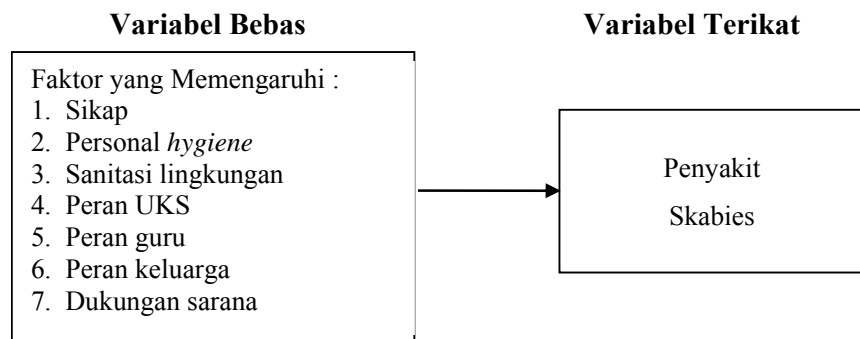 Variabel Bebas
Variabel Terikat
Faktor yang Memengaruhi :
1. Sikap
2. Personal hygiene
3. Sanitasi lingkungan
4. Peran UKS
5. Peran guru
6. Peran keluarga
7. Dukungan sarana
Penyakit
Skabies